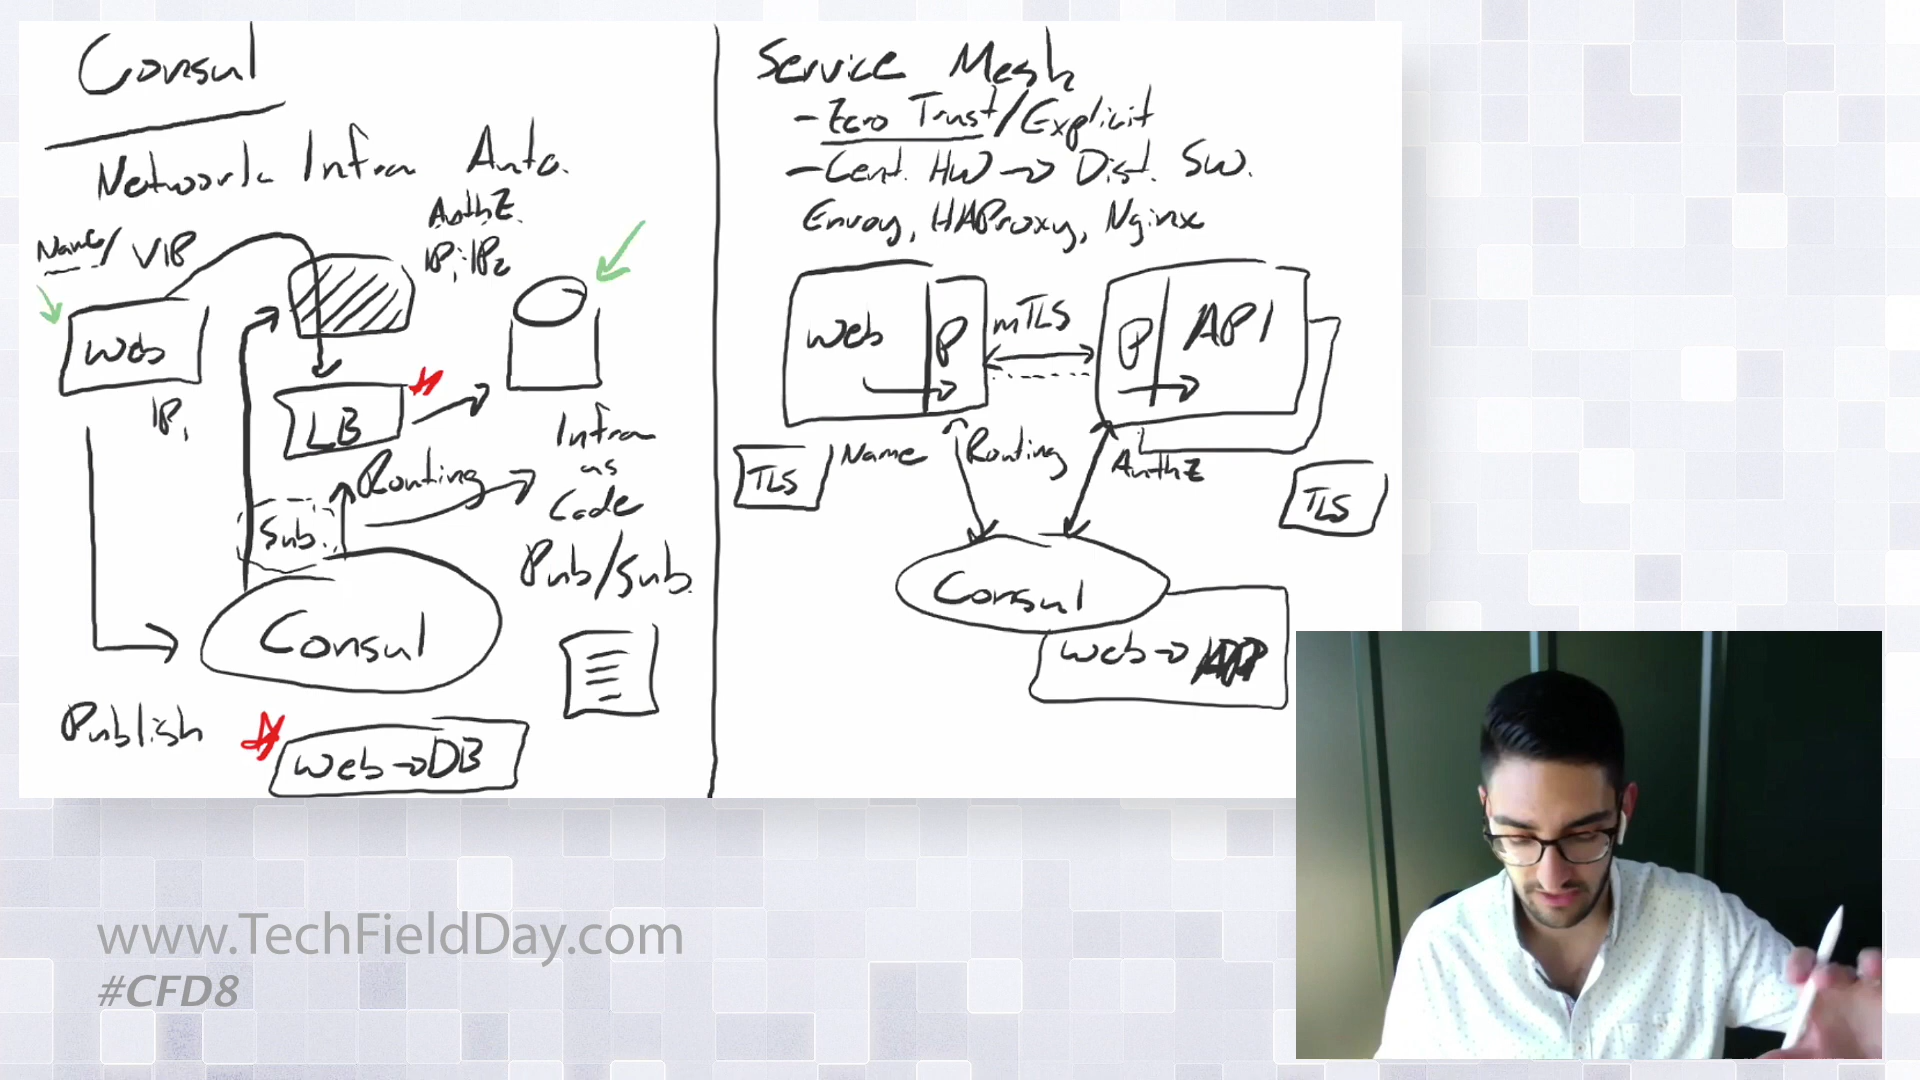 Consul
Network Infra Auto.
AuthZ
IP1:IP2
Name/VIP
Web
IP1
LB
Routing
Sub.
Infra
as
Code
Pub/Sub.
Consul
Publish
Web→DB
Service Mesh
- Zero Trust/Explicit
- Cent. HW → Dist. SW.
Envoy, HAProxy, Nginx
Web
P
mTLS
P
API
TLS
Name
Routing
AuthZ
TLS
Consul
Web→
www.TechFieldDay.com
#CFD8